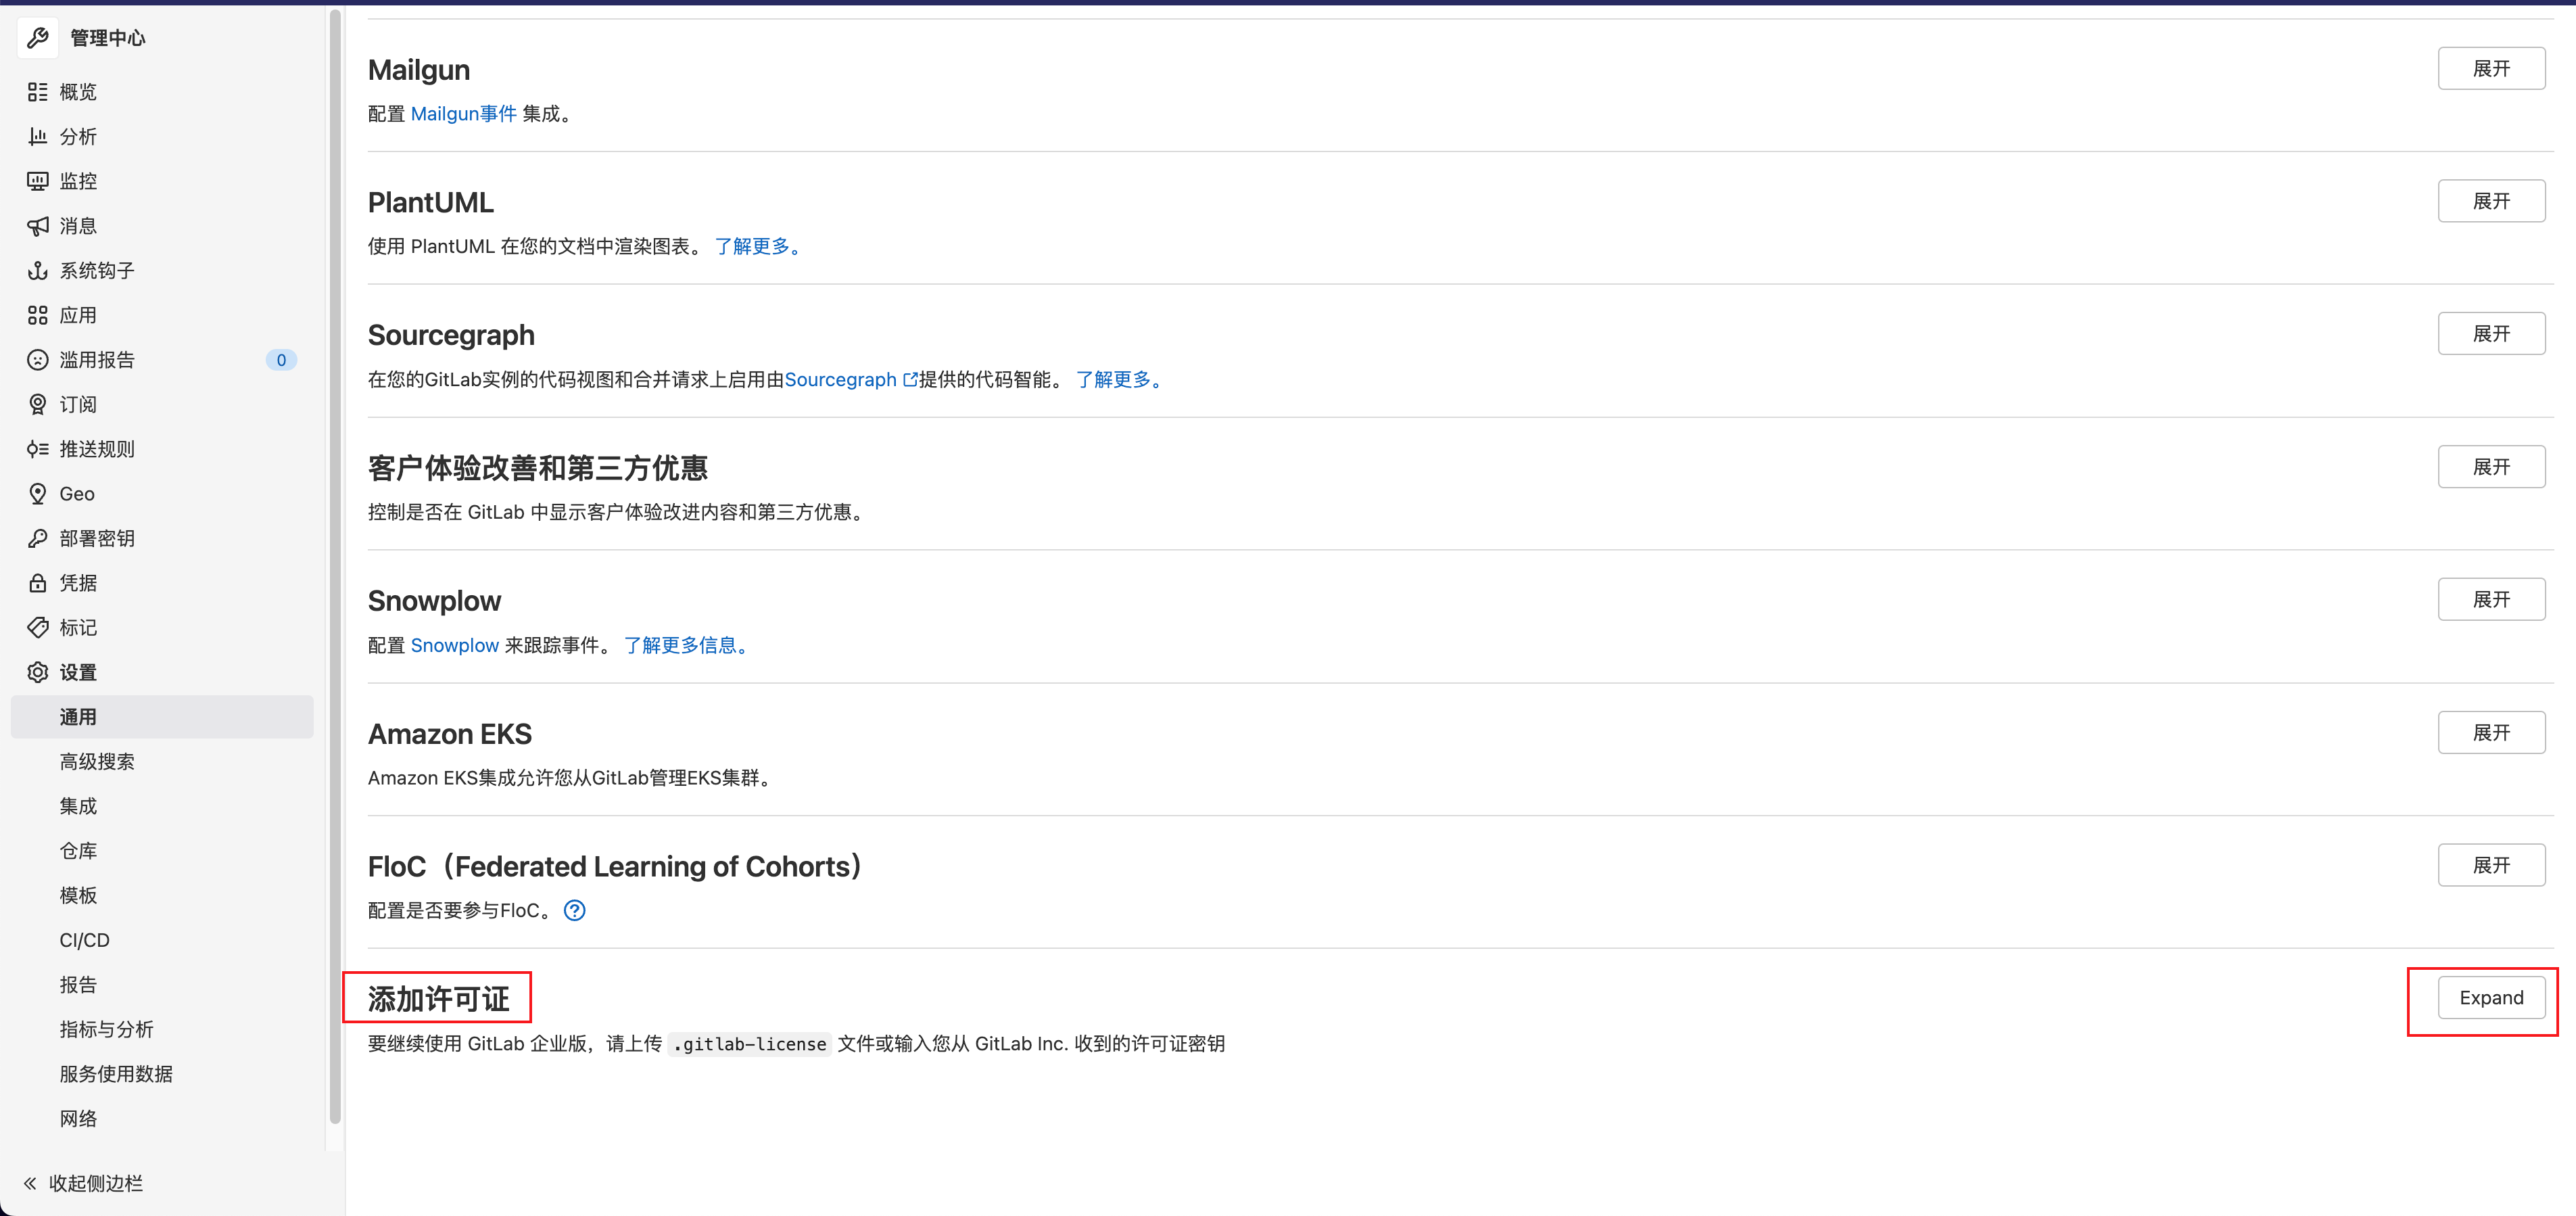 管理中心
概览
分析
监控
消息
系统钩子
应用
滥用报告 0
订阅
推送规则
Geo
部署密钥
凭据
标记
设置
通用
高级搜索
集成
仓库
模板
CI/CD
报告
指标与分析
服务使用数据
网络
收起侧边栏
Mailgun
展开
配置 Mailgun事件 集成。
PlantUML
展开
使用 PlantUML 在您的文档中渲染图表。 了解更多。
Sourcegraph
展开
在您的GitLab实例的代码视图和合并请求上启用由Sourcegraph提供的代码智能。 了解更多。
客户体验改善和第三方优惠
展开
控制是否在 GitLab 中显示客户体验改进内容和第三方优惠。
Snowplow
展开
配置 Snowplow 来跟踪事件。 了解更多信息。
Amazon EKS
展开
Amazon EKS集成允许您从GitLab管理EKS集群。
FloC（Federated Learning of Cohorts）
展开
配置是否要参与FloC。
添加许可证
Expand
要继续使用 GitLab 企业版，请上传 .gitlab-license 文件或输入您从 GitLab Inc. 收到的许可证密钥